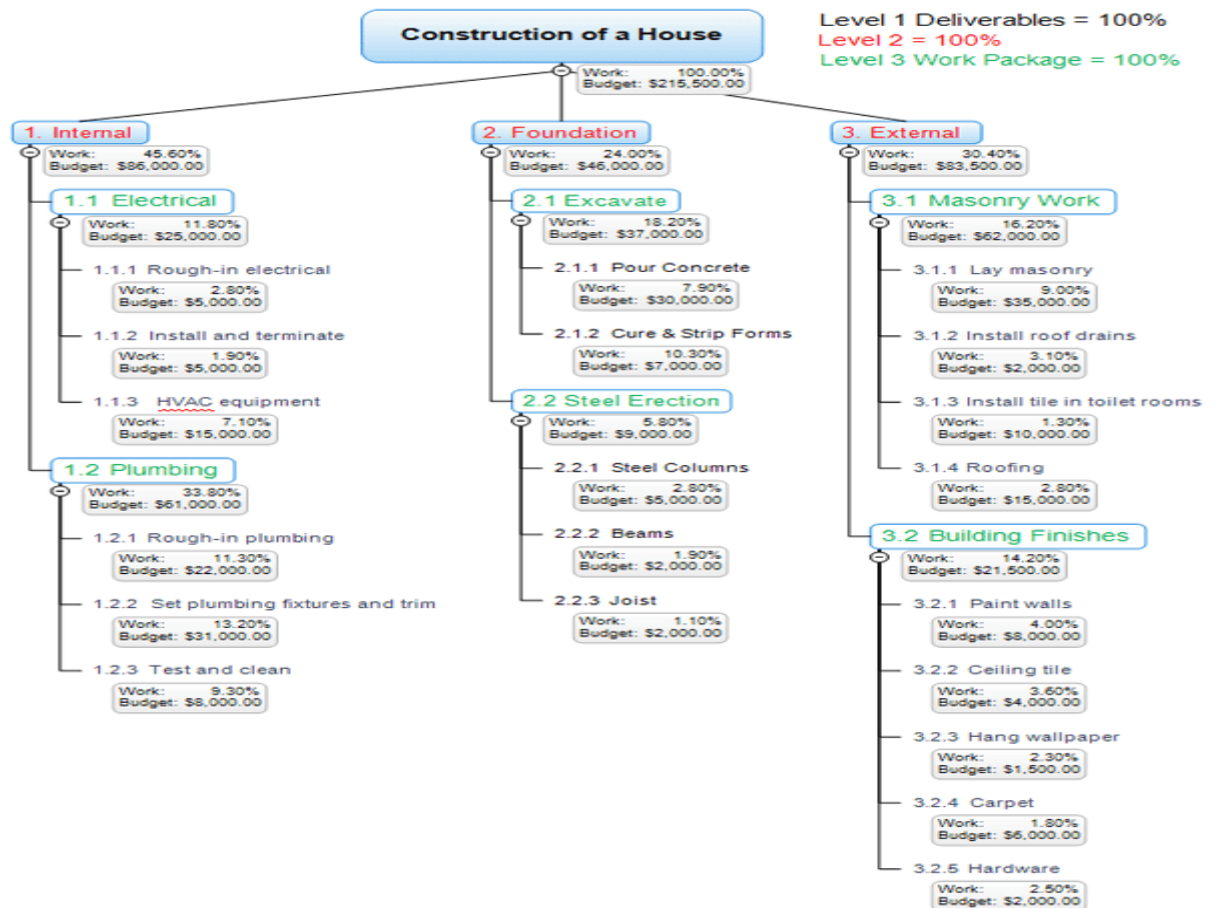 Construction of a House
Level 1 Deliverables = 100%
Level 2 = 100%
Level 3 Work Package = 100%
Work: 100.00%
Budget: $215,500.00
1. Internal
Work: 45.60%
Budget: $86,000.00
1.1 Electrical
Work: 11.80%
Budget: $25,000.00
1.1.1 Rough-in electrical
Work: 2.80%
Budget: $5,000.00
1.1.2 Install and terminate
Work: 1.90%
Budget: $5,000.00
1.1.3 HVAC equipment
Work: 7.10%
Budget: $15,000.00
1.2 Plumbing
Work: 33.80%
Budget: $61,000.00
1.2.1 Rough-in plumbing
Work: 11.30%
Budget: $22,000.00
1.2.2 Set plumbing fixtures and trim
Work: 13.20%
Budget: $31,000.00
1.2.3 Test and clean
Work: 9.30%
Budget: $8,000.00
2. Foundation
Work: 24.00%
Budget: $46,000.00
2.1 Excavate
Work: 18.20%
Budget: $37,000.00
2.1.1 Pour Concrete
Work: 7.90%
Budget: $30,000.00
2.1.2 Cure & Strip Forms
Work: 10.30%
Budget: $7,000.00
2.2 Steel Erection
Work: 5.80%
Budget: $9,000.00
2.2.1 Steel Columns
Work: 2.80%
Budget: $5,000.00
2.2.2 Beams
Work: 1.90%
Budget: $2,000.00
2.2.3 Joist
Work: 1.10%
Budget: $2,000.00
3. External
Work: 30.40%
Budget: $83,500.00
3.1 Masonry Work
Work: 16.20%
Budget: $62,000.00
3.1.1 Lay masonry
Work: 9.00%
Budget: $35,000.00
3.1.2 Install roof drains
Work: 3.10%
Budget: $2,000.00
3.1.3 Install tile in toilet rooms
Work: 1.30%
Budget: $10,000.00
3.1.4 Roofing
Work: 2.80%
Budget: $15,000.00
3.2 Building Finishes
Work: 14.20%
Budget: $21,500.00
3.2.1 Paint walls
Work: 4.00%
Budget: $8,000.00
3.2.2 Ceiling tile
Work: 3.60%
Budget: $4,000.00
3.2.3 Hang wallpaper
Work: 2.30%
Budget: $1,500.00
3.2.4 Carpet
Work: 1.80%
Budget: $6,000.00
3.2.5 Hardware
Work: 2.50%
Budget: $2,000.00